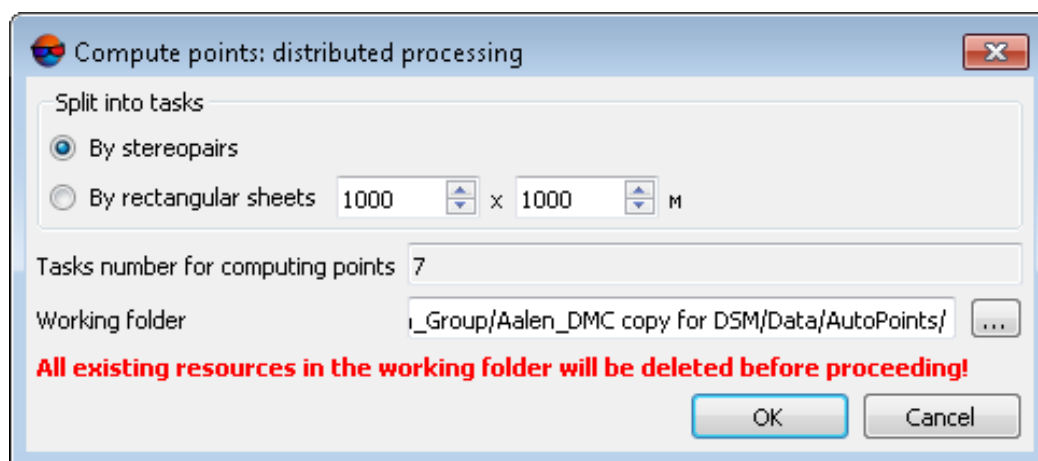 Compute points: distributed processing
Split into tasks
By stereopairs
By rectangular sheets 1000 x 1000 м
Tasks number for computing points 7
Working folder _Group/Aalen_DMC copy for DSM/Data/AutoPoints/ ...
All existing resources in the working folder will be deleted before proceeding!
OK Cancel